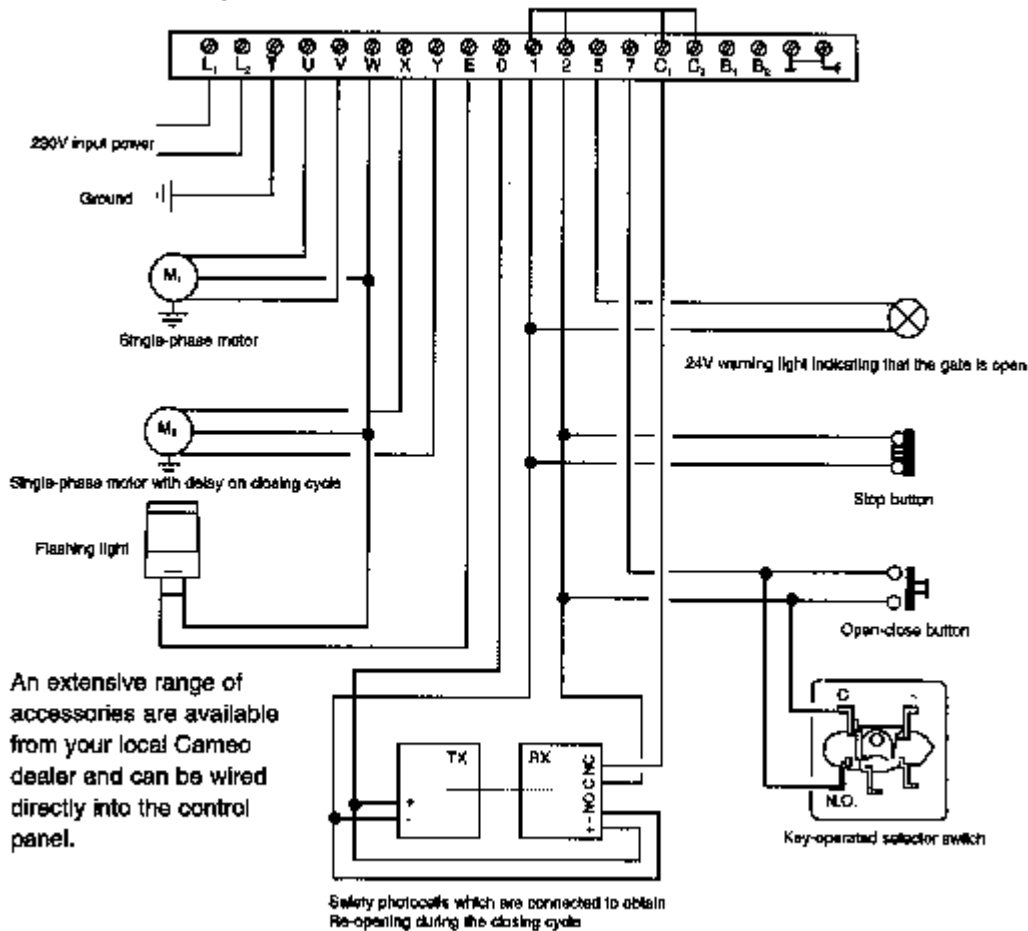 L₁ L₂ T U V W X Y E 0 1 2 5 7 C₁ C₃ B₁ B₂
230V input power
Ground
M₁
Single-phase motor
24V warning light indicating that the gate is open
M₂
Single-phase motor with delay on closing cycle
Stop button
Flashing light
Open-close button
An extensive range of
accessories are available
from your local Cameo
dealer and can be wired
directly into the control
panel.
C
TX
RX
+
-
+ - NO C NC
N.O.
Key-operated selector switch
Safety photocells which are connected to obtain
Re-opening during the closing cycle